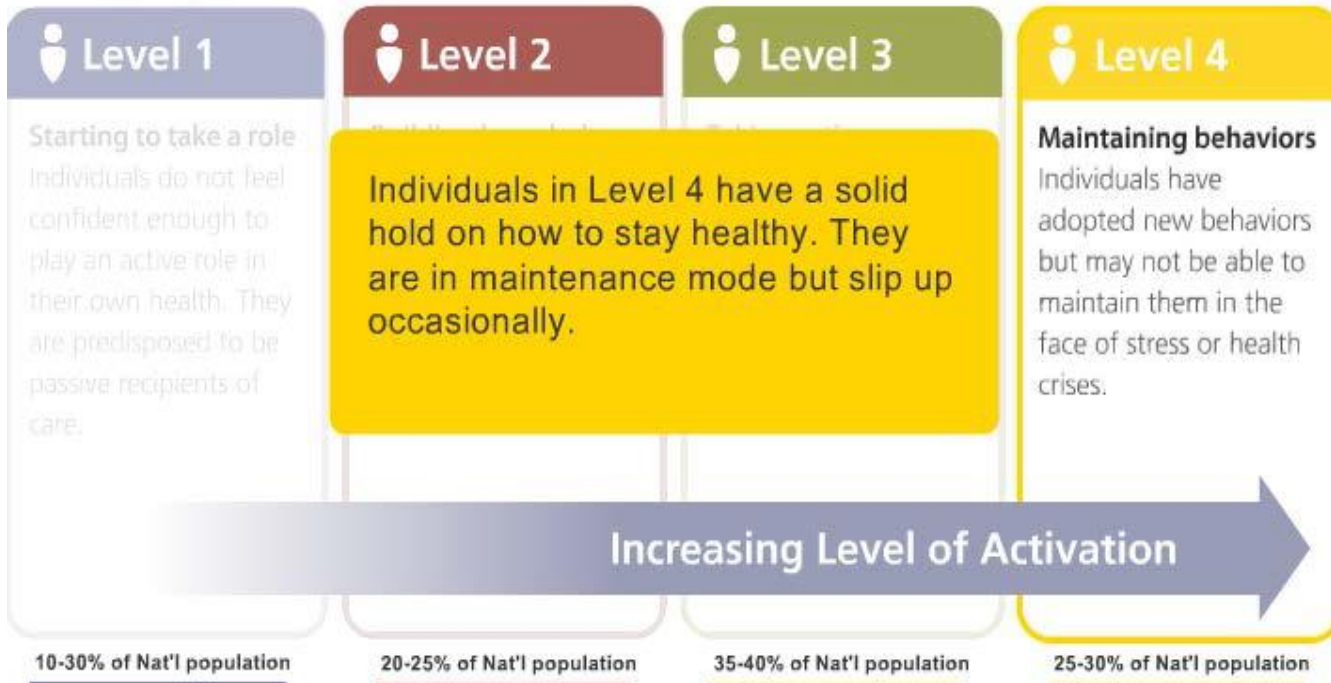 Level 1
Starting to take a role
Individuals do not feel
confident enough to
play an active role in
their own health. They
are predisposed to be
passive recipients of
care.
Level 2
Level 3
Individuals in Level 4 have a solid
hold on how to stay healthy. They
are in maintenance mode but slip up
occasionally.
Level 4
Maintaining behaviors
Individuals have
adopted new behaviors
but may not be able to
maintain them in the
face of stress or health
crises.
Increasing Level of Activation
10-30% of Nat'l population
20-25% of Nat'l population
35-40% of Nat'l population
25-30% of Nat'l population